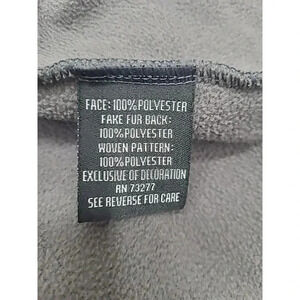 FACE: 100% POLYESTER
FAKE FUR BACK:
100% POLYESTER
WOVEN PATTERN:
100% POLYESTER
EXCLUSIVE OF DECORATION
RN 73277
SEE REVERSE FOR CARE